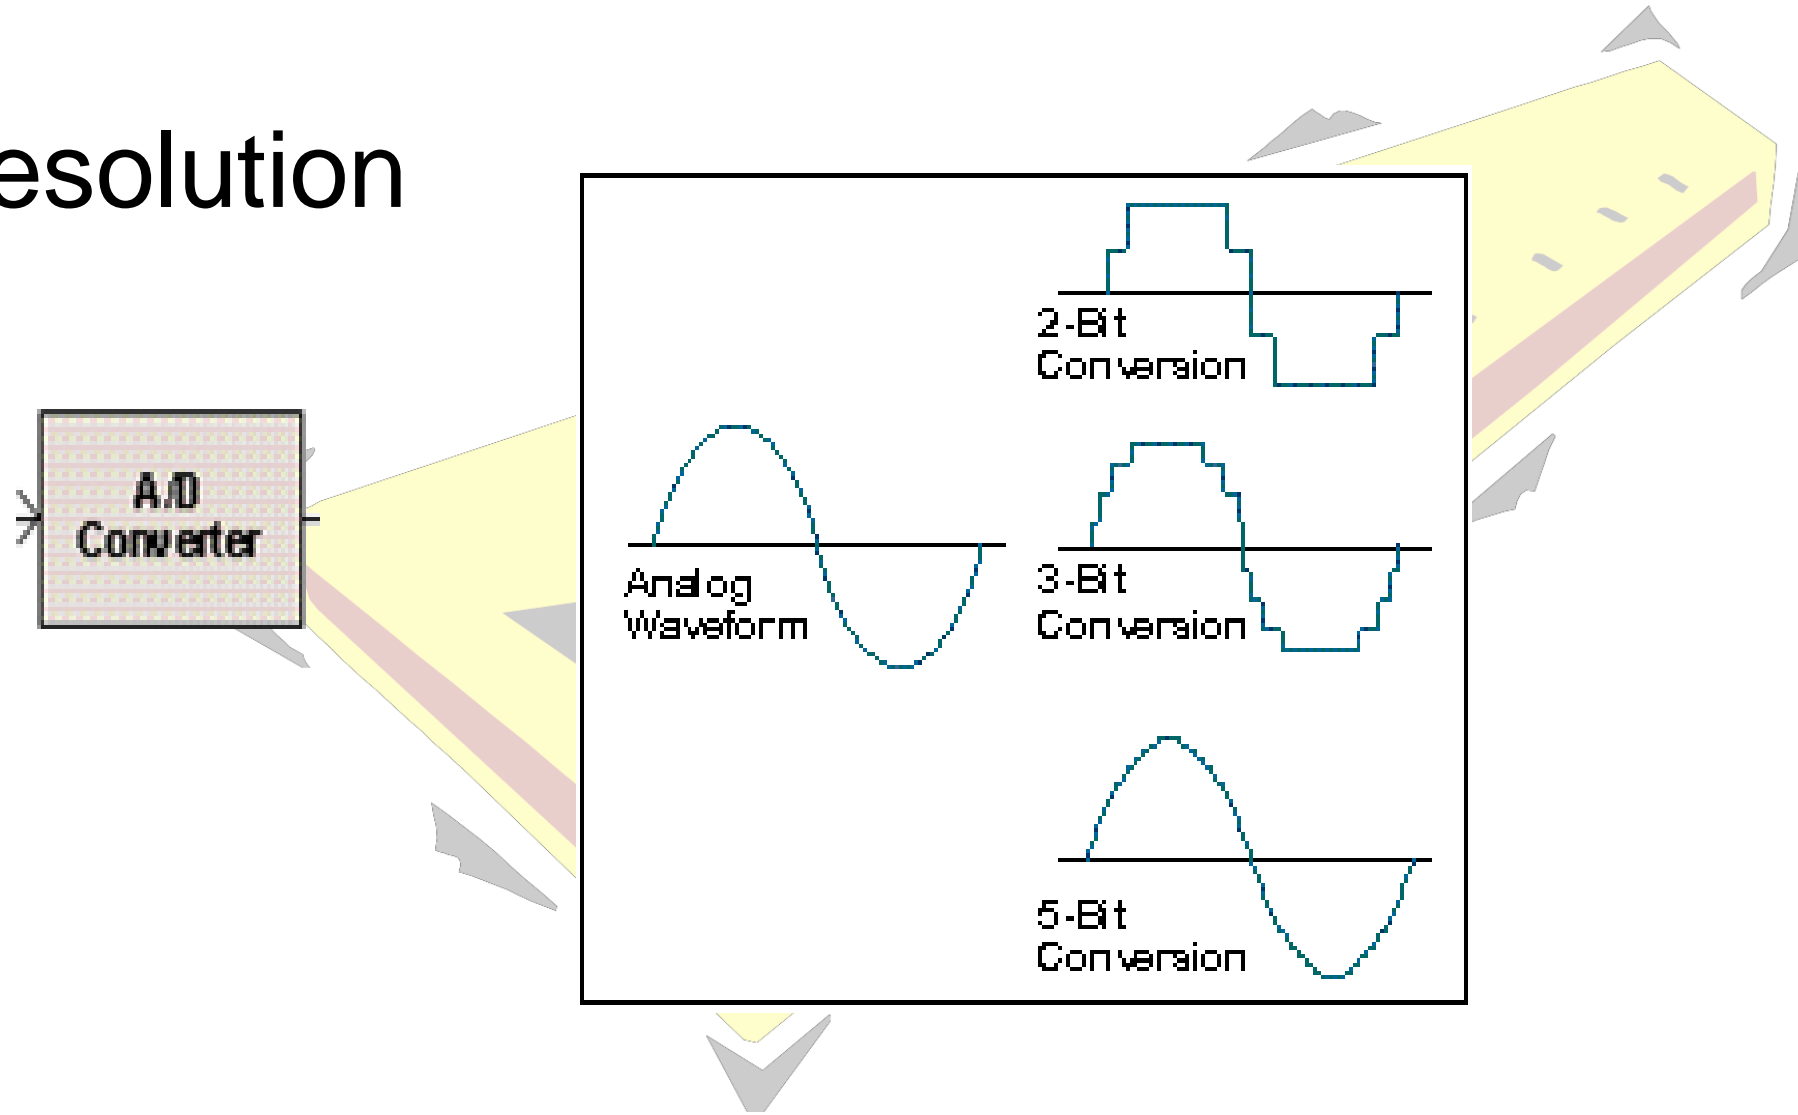 esolution
A/D
Converter
Analog
Waveform
2-Bit
Conversion
3-Bit
Conversion
5-Bit
Conversion